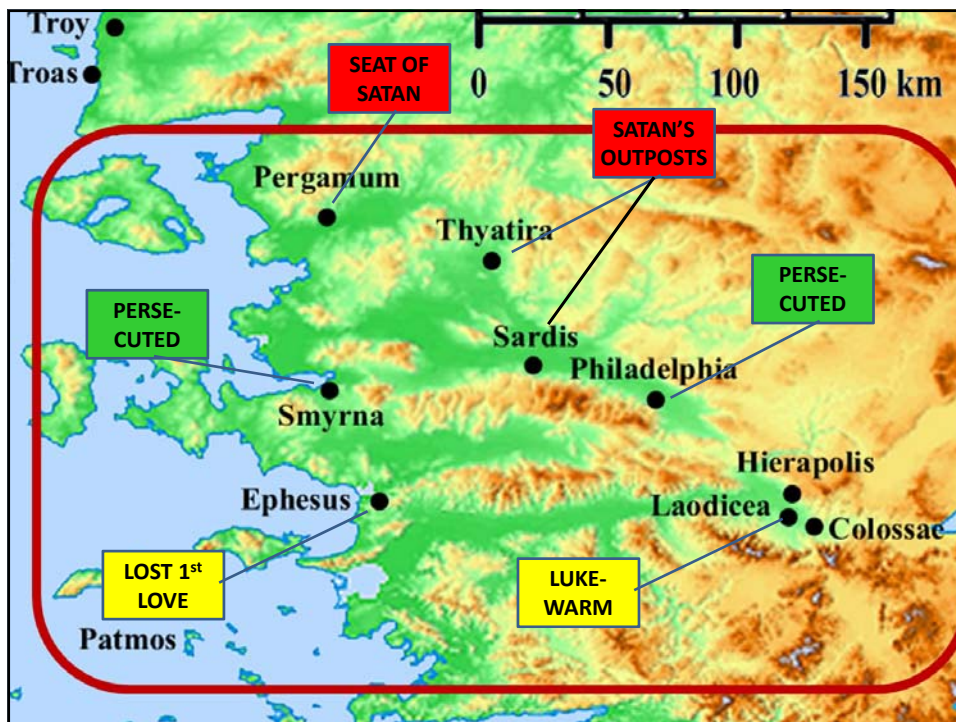 Troy
Troas
SEAT OF
SATAN
0 50 100 150 km
SATAN'S
OUTPOSTS
Pergamum
Thyatira
PERSE-
CUTED
PERSE-
CUTED
Sardis
Philadelphia
Smyrna
Hierapolis
Ephesus
Laodicea
Colossae
LOST 1st
LOVE
LUKE-
WARM
Patmos